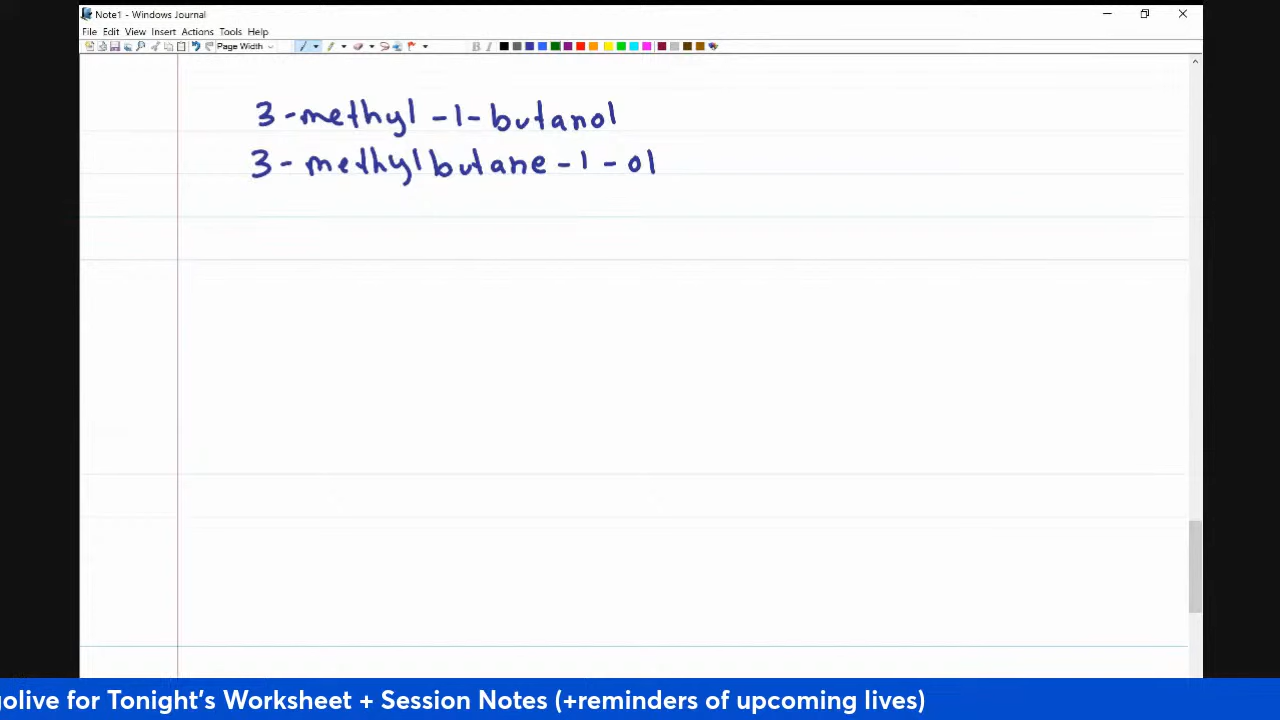 Note1 - Windows Journal
File Edit View Insert Actions Tools Help
Page Width
B I
3-methyl-1-butanol
3-methylbutane-1-ol
golive for Tonight's Worksheet + Session Notes (+reminders of upcoming lives)